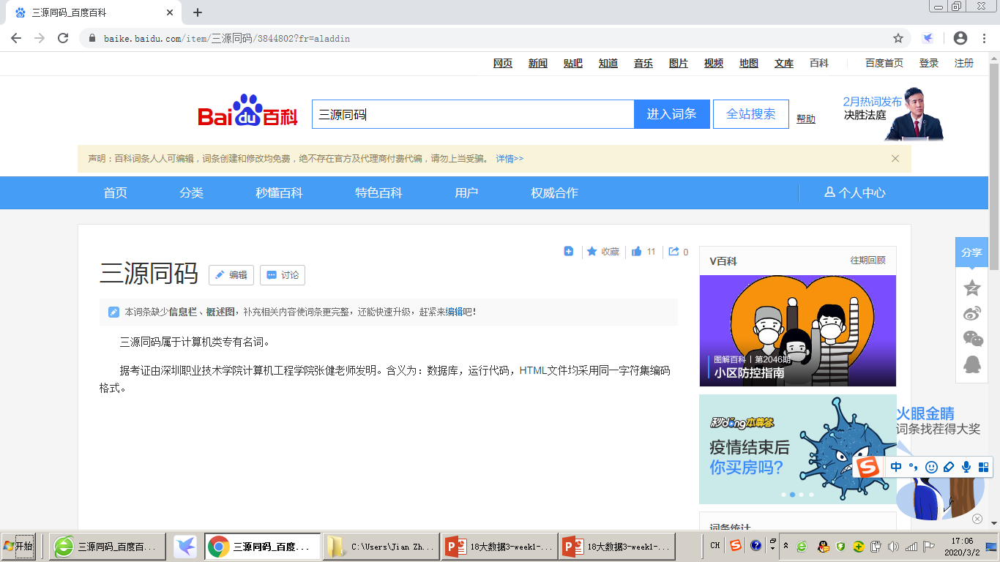 三源同码_百度百科
baike.baidu.com/item/三源同码/3844802?fr=aladdin
网页 新闻 贴吧 知道 音乐 图片 视频 地图 文库 百科 百度首页 登录 注册
Bai du 百科
三源同码
进入词条
全站搜索
帮助
2月热词发布
决胜法庭
声明：百科词条人人可编辑，词条创建和修改均免费，绝不存在官方及代理商付费代编，请勿上当受骗。 详情>>
首页 分类 秒懂百科 特色百科 用户 权威合作 个人中心
收藏 11 0
三源同码 编辑 讨论
本词条缺少信息栏、概述图，补充相关内容使词条更完整，还能快速升级，赶紧来编辑吧！
三源同码属于计算机类专有名词。
据考证由深圳职业技术学院计算机工程学院张健老师发明。含义为：数据库，运行代码，HTML文件均采用同一字符集编码
格式。
V百科 往期回顾
图解百科 | 第2046期
小区防控指南
秒dong本尊答
疫情结束后
你买房吗？
词条统计
分享
火眼金睛
词条找茬得大奖
中
开始
三源同码_百度百...
三源同码_百度...
C:\Users\Jian Zh...
18大数据3-week1-...
18大数据3-week1-...
CH
17:06
2020/3/2